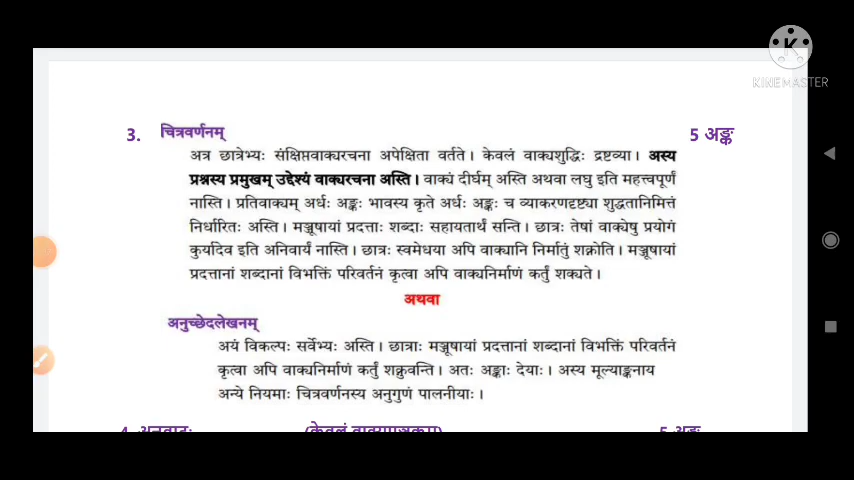 KINEMASTER
3. चित्रवर्णनम् 5 अङ्क
अत्र छात्रेभ्यः संक्षिप्तवाक्यरचना अपेक्षिता वर्तते। केवलं वाक्यशुद्धिः द्रष्टव्या। अस्य
प्रश्नस्य प्रमुखम् उद्देश्यं वाक्यरचना अस्ति। वाक्यं दीर्घम् अस्ति अथवा लघु इति महत्त्वपूर्णं
नास्ति। प्रतिवाक्यम् अर्धः अङ्कः भावस्य कृते अर्धः अङ्कः च व्याकरणदृष्ट्या शुद्धतानिमित्तं
निर्धारितः अस्ति। मञ्जूषायां प्रदत्ताः शब्दाः सहायतार्थं सन्ति। छात्रः तेषां वाक्येषु प्रयोगं
कुर्यादेव इति अनिवार्यं नास्ति। छात्रः स्वमेधया अपि वाक्यानि निर्मातुं शक्नोति। मञ्जूषायां
प्रदत्तानां शब्दानां विभक्तिं परिवर्तनं कृत्वा अपि वाक्यनिर्माणं कर्तुं शक्यते।
अथवा
अनुच्छेदलेखनम्
अयं विकल्पः सर्वेभ्यः अस्ति। छात्राः मञ्जूषायां प्रदत्तानां शब्दानां विभक्तिं परिवर्तनं
कृत्वा अपि वाक्यनिर्माणं कर्तुं शक्नुवन्ति। अतः अङ्काः देयाः। अस्य मूल्याङ्कनाय
अन्ये नियमाः चित्रवर्णनस्य अनुगुणं पालनीयाः।